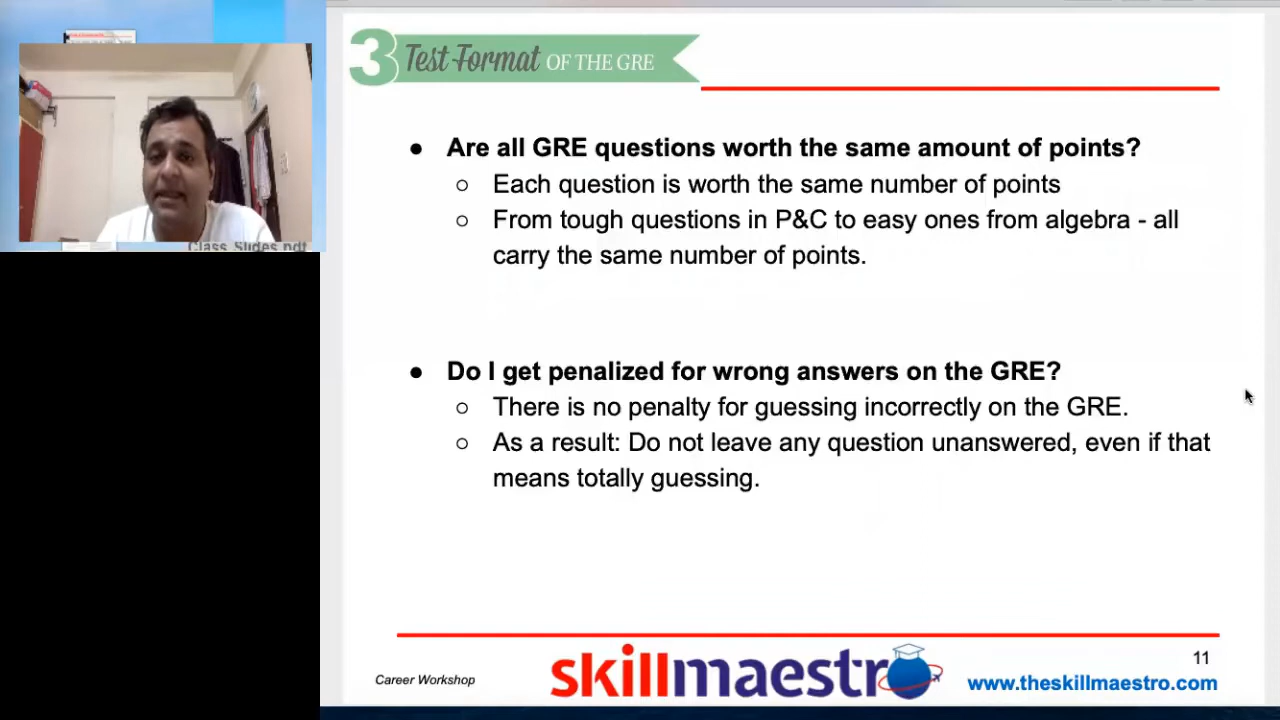 3 Test Format OF THE GRE
● Are all GRE questions worth the same amount of points?
○ Each question is worth the same number of points
○ From tough questions in P&C to easy ones from algebra - all
carry the same number of points.
● Do I get penalized for wrong answers on the GRE?
○ There is no penalty for guessing incorrectly on the GRE.
○ As a result: Do not leave any question unanswered, even if that
means totally guessing.
Class Slides.pdf
11
Career Workshop
skillmaestro
www.theskillmaestro.com